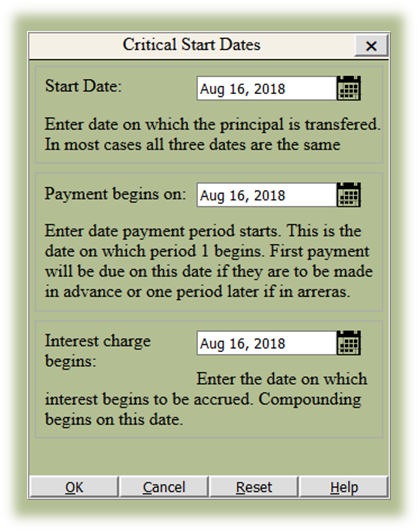 Critical Start Dates
Start Date:
Aug 16, 2018
Enter date on which the principal is transfered.
In most cases all three dates are the same
Payment begins on:
Aug 16, 2018
Enter date payment period starts. This is the
date on which period 1 begins. First payment
will be due on this date if they are to be made
in advance or one period later if in arreras.
Interest charge
begins:
Aug 16, 2018
Enter the date on which
interest begins to be accrued. Compounding
begins on this date.
OK
Cancel
Reset
Help